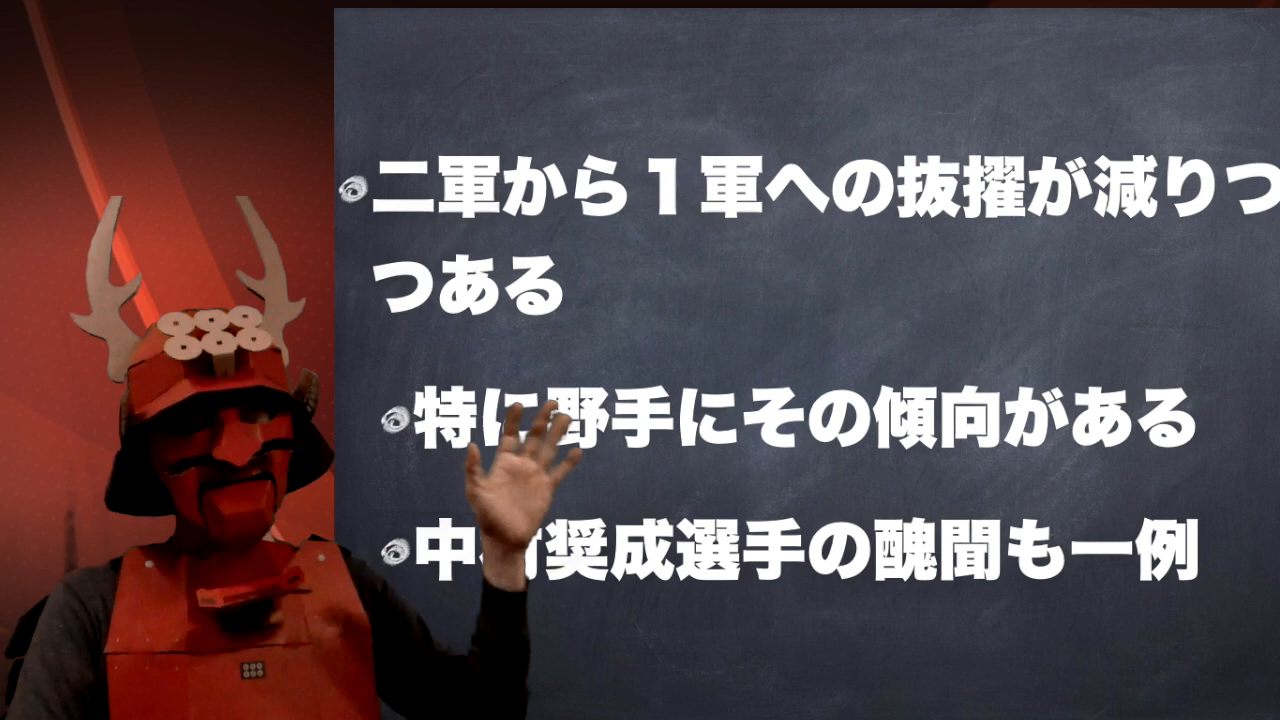 二軍から１軍への抜擢が減りつ
つある
特に野手にその傾向がある
中村奨成選手の醜聞も一例